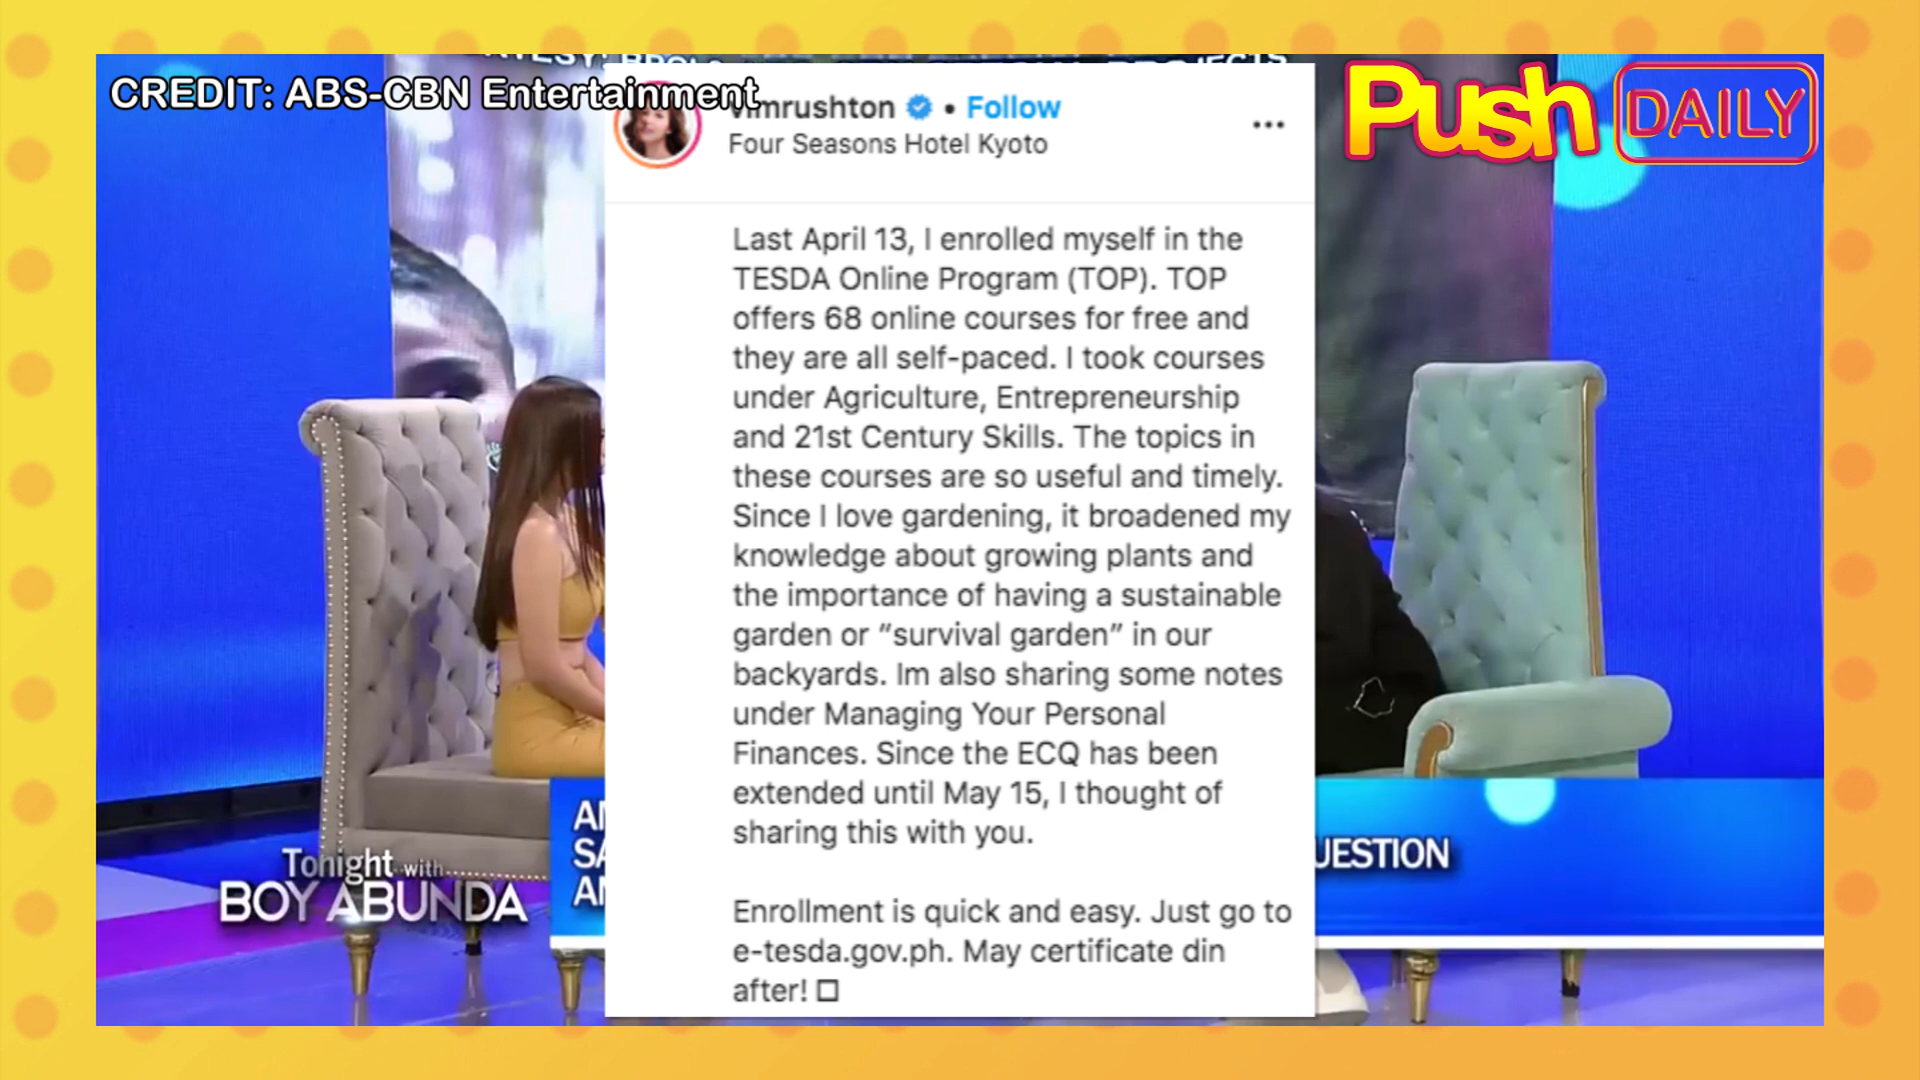 CREDIT: ABS-CBN Entertainment
Push DAILY
vimrushton • Follow
Four Seasons Hotel Kyoto
Last April 13, I enrolled myself in the
TESDA Online Program (TOP). TOP
offers 68 online courses for free and
they are all self-paced. I took courses
under Agriculture, Entrepreneurship
and 21st Century Skills. The topics in
these courses are so useful and timely.
Since I love gardening, it broadened my
knowledge about growing plants and
the importance of having a sustainable
garden or "survival garden" in our
backyards. Im also sharing some notes
under Managing Your Personal
Finances. Since the ECQ has been
extended until May 15, I thought of
sharing this with you.
Enrollment is quick and easy. Just go to
e-tesda.gov.ph. May certificate din
after!
Tonight with
BOY ABUNDA